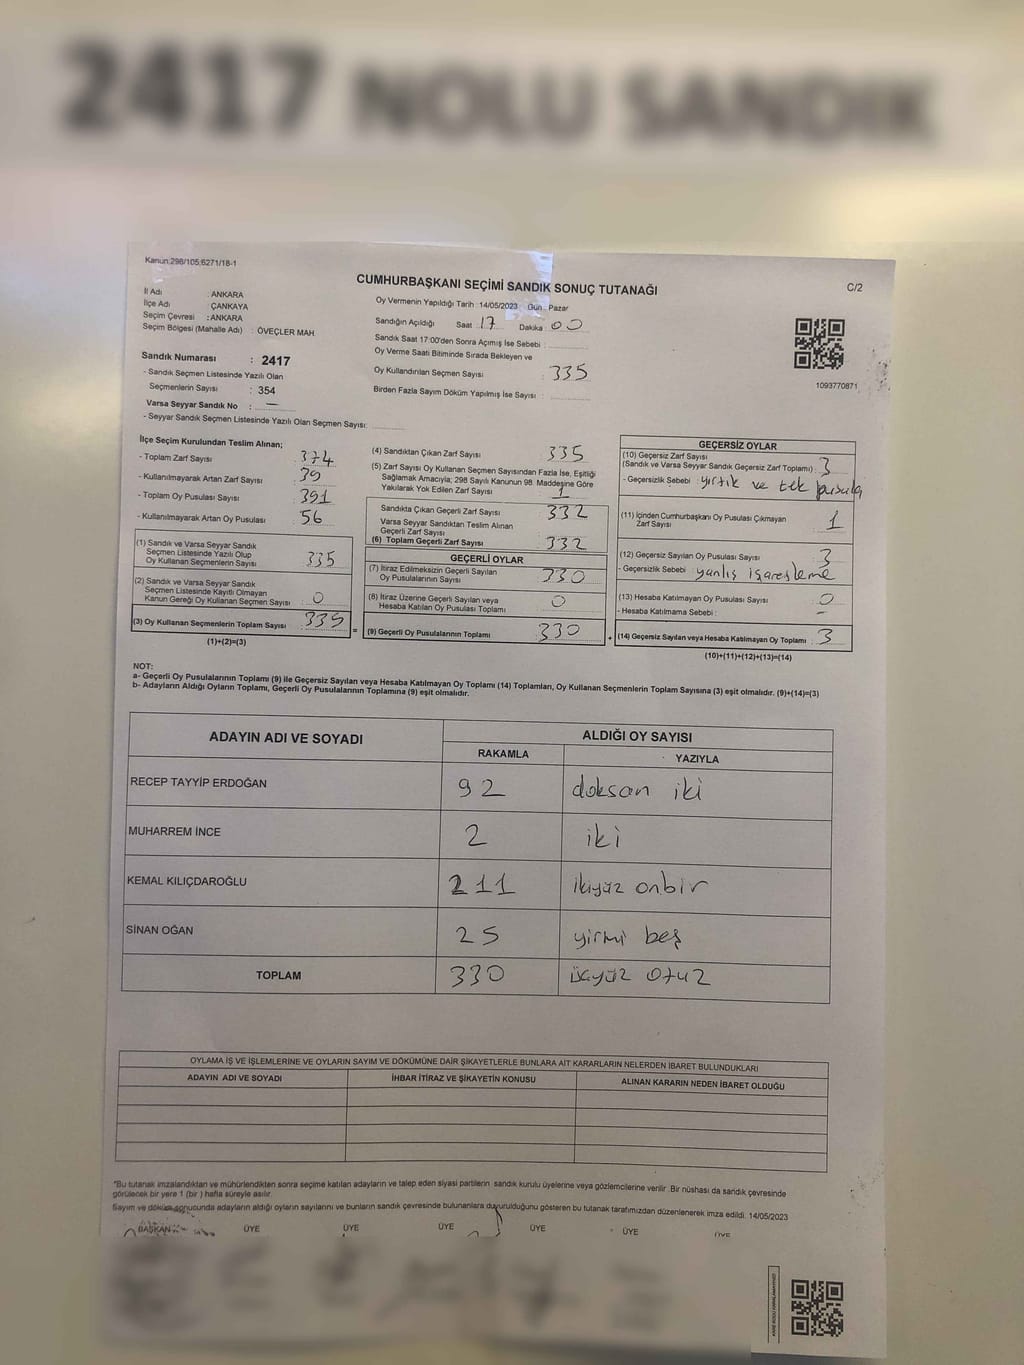 2417 NOLU SANDIK
Kanun:298/105;6271/18-1
CUMHURBAŞKANI SEÇİMİ SANDIK SONUÇ TUTANAĞI
C/2
İl Adı : ANKARA
İlçe Adı : ÇANKAYA
Seçim Çevresi : ANKARA
Seçim Bölgesi (Mahalle Adı) : ÖVEÇLER MAH.
Oy Vermenin Yapıldığı Tarih : 14/05/2023 Gün : Pazar
Sandığın Açıldığı Saat : 17 Dakika : 00
Sandık Saat 17:00'den Sonra Açımış İse Sebebi :
Oy Verme Saati Bitiminde Sırada Bekleyen ve
Oy Kullandırılan Seçmen Sayısı : 335
Birden Fazla Sayım Döküm Yapılmış İse Sayısı :
1093770871
Sandık Numarası : 2417
- Sandık Seçmen Listesinde Yazılı Olan
Seçmenlerin Sayısı : 354
Varsa Seyyar Sandık No : —
- Seyyar Sandık Seçmen Listesinde Yazılı Olan Seçmen Sayısı:
İlçe Seçim Kurulundan Teslim Alınan;
- Toplam Zarf Sayısı : 374
- Kullanılmayarak Artan Zarf Sayısı : 39
- Toplam Oy Pusulası Sayısı : 391
- Kullanılmayarak Artan Oy Pusulası : 56
(1) Sandık ve Varsa Seyyar Sandık
Seçmen Listesinde Yazılı Olup
Oy Kullanan Seçmenlerin Sayısı : 335
(2) Sandık ve Varsa Seyyar Sandık
Seçmen Listesinde Kayıtlı Olmayan
Kanun Gereği Oy Kullanan Seçmen Sayısı : 0
(3) Oy Kullanan Seçmenlerin Toplam Sayısı : 335
(1)+(2)=(3)
(4) Sandıktan Çıkan Zarf Sayısı : 335
(5) Zarf Sayısı Oy Kullanan Seçmen Sayısından Fazla İse, Eşitliği
Sağlamak Amacıyla; 298 Sayılı Kanunun 98. Maddesine Göre
Yakılarak Yok Edilen Zarf Sayısı : 1
Sandıkta Çıkan Geçerli Zarf Sayısı : 332
Varsa Seyyar Sandıktan Teslim Alınan
Geçerli Zarf Sayısı :
(6) Toplam Geçerli Zarf Sayısı : 332
GEÇERLİ OYLAR
(7) İtiraz Edilmeksizin Geçerli Sayılan
Oy Pusulalarının Sayısı : 330
(8) İtiraz Üzerine Geçerli Sayılan veya
Hesaba Katılan Oy Pusulası Toplamı : 0
= (9) Geçerli Oy Pusulalarının Toplamı : 330
GEÇERSİZ OYLAR
(10) Geçersiz Zarf Sayısı
(Sandık ve Varsa Seyyar Sandık Geçersiz Zarf Toplamı) : 3
- Geçersizlik Sebebi : yırtık ve tek pusula
(11) İçinden Cumhurbaşkanı Oy Pusulası Çıkmayan
Zarf Sayısı : 1
(12) Geçersiz Sayılan Oy Pusulası Sayısı : 3
- Geçersizlik Sebebi : yanlış işaretleme
(13) Hesaba Katılmayan Oy Pusulası Sayısı : 0
- Hesaba Katılmama Sebebi : -
+ (14) Geçersiz Sayılan veya Hesaba Katılmayan Oy Toplamı : 3
(10)+(11)+(12)+(13)=(14)
NOT:
a- Geçerli Oy Pusulalarının Toplamı (9) ile Geçersiz Sayılan veya Hesaba Katılmayan Oy Toplamı (14) Toplamları, Oy Kullanan Seçmenlerin Toplam Sayısına (3) eşit olmalıdır. (9)+(14)=(3)
b- Adayların Aldığı Oyların Toplamı, Geçerli Oy Pusulalarının Toplamına (9) eşit olmalıdır.
ADAYIN ADI VE SOYADI
ALDIĞI OY SAYISI
RAKAMLA YAZIYLA
RECEP TAYYİP ERDOĞAN 92 doksan iki
MUHARREM İNCE 2 iki
KEMAL KILIÇDAROĞLU 211 ikiyüz onbir
SİNAN OĞAN 25 yirmi beş
TOPLAM 330 üçyüz otuz
OYLAMA İŞ VE İŞLEMLERİNE VE OYLARIN SAYIM VE DÖKÜMÜNE DAİR ŞİKAYETLERLE BUNLARA AİT KARARLARIN NELERDEN İBARET BULUNDUKLARI
ADAYIN ADI VE SOYADI İHBAR İTİRAZ VE ŞİKAYETİN KONUSU ALINAN KARARIN NEDEN İBARET OLDUĞU
*Bu tutanak imzalandıktan ve mühürlendikten sonra seçime katılan adayların ve talep eden siyasi partilerin sandık kurulu üyelerine veya gözlemcilerine verilir. Bir nüshası da sandık çevresinde
görülecek bir yere 1 (bir) hafta süreyle asılır.
Sayım ve döküm sonucunda adayların aldığı oyların sayılarını ve bunların sandık çevresinde bulunanlara duyurulduğunu gösteren bu tutanak tarafımızdan düzenlenerek imza edildi. 14/05/2023
BAŞKAN ÜYE ÜYE ÜYE ÜYE ÜYE ÜYE